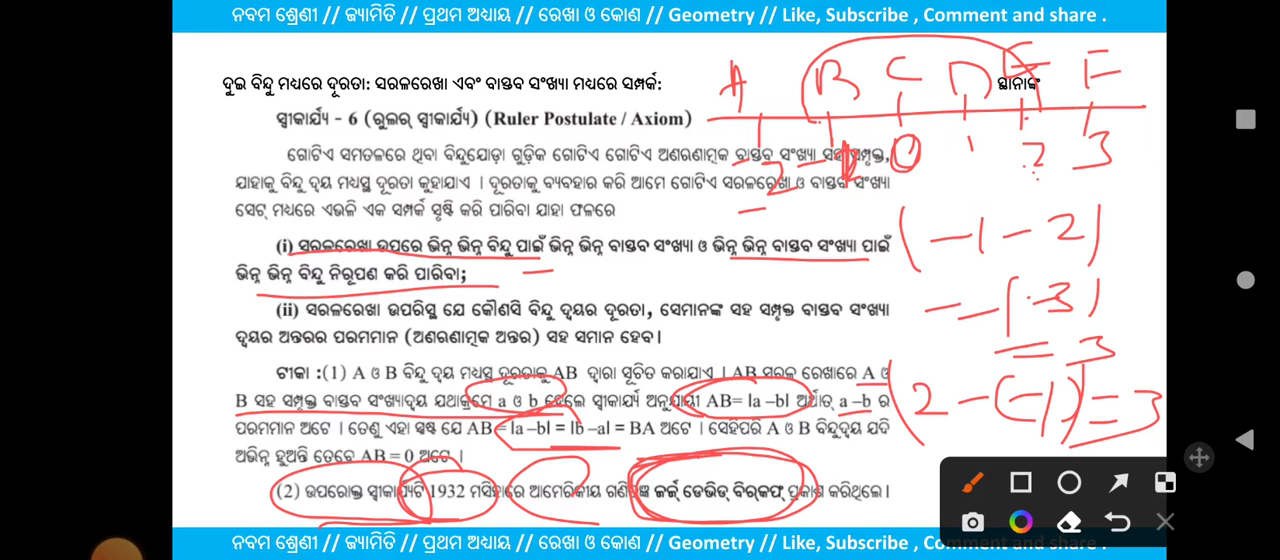 ନବମ ଶ୍ରେଣୀ // ଜ୍ୟାମିତି // ପ୍ରଥମ ଅଧ୍ୟାୟ // ରେଖା ଓ କୋଣ // Geometry // Like, Subscribe , Comment and share .
ଦୁଇ ବିନ୍ଦୁ ମଧ୍ୟରେ ଦୂରତା: ସରଳରେଖା ଏବଂ ବାସ୍ତବ ସଂଖ୍ୟା ମଧ୍ୟରେ ସମ୍ପର୍କ: ସ୍ଥାନାଙ୍କ
A B C D E F
ସ୍ୱୀକାର୍ଯ୍ୟ - 6 (ରୁଲର୍ ସ୍ୱୀକାର୍ଯ୍ୟ) (Ruler Postulate / Axiom)
-2 0 1 2 3
ଗୋଟିଏ ସମତଳରେ ଥିବା ବିନ୍ଦୁଯୋଡ଼ା ଗୁଡ଼ିକ ଗୋଟିଏ ଗୋଟିଏ ଅଣରଣାତ୍ମକ ବାସ୍ତବ ସଂଖ୍ୟା ସହ ସମ୍ପୃକ୍ତ,
ଯାହାକୁ ବିନ୍ଦୁ ଦ୍ୱୟ ମଧ୍ୟସ୍ଥ ଦୂରତା କୁହାଯାଏ । ଦୂରତାକୁ ବ୍ୟବହାର କରି ଆମେ ଗୋଟିଏ ସରଳରେଖା ଓ ବାସ୍ତବ ସଂଖ୍ୟା
ସେଟ୍ ମଧ୍ୟରେ ଏଭଳି ଏକ ସମ୍ପର୍କ ସୃଷ୍ଟି କରି ପାରିବା ଯାହା ଫଳରେ
(i) ସରଳରେଖା ଉପରେ ଭିନ୍ନ ଭିନ୍ନ ବିନ୍ଦୁ ପାଇଁ ଭିନ୍ନ ଭିନ୍ନ ବାସ୍ତବ ସଂଖ୍ୟା ଓ ଭିନ୍ନ ଭିନ୍ନ ବାସ୍ତବ ସଂଖ୍ୟା ପାଇଁ
ଭିନ୍ନ ଭିନ୍ନ ବିନ୍ଦୁ ନିରୂପଣ କରି ପାରିବା;
(ii) ସରଳରେଖା ଉପରିସ୍ଥ ଯେ କୌଣସି ବିନ୍ଦୁ ଦ୍ୱୟର ଦୂରତା, ସେମାନଙ୍କ ସହ ସମ୍ପୃକ୍ତ ବାସ୍ତବ ସଂଖ୍ୟା
ଦ୍ୱୟର ଅନ୍ତରର ପରମମାନ (ଅଣରଣାତ୍ମକ ଅନ୍ତର) ସହ ସମାନ ହେବ ।
ଟୀକା : (1) A ଓ B ବିନ୍ଦୁ ଦ୍ୱୟ ମଧ୍ୟସ୍ଥ ଦୂରତାକୁ AB ଦ୍ୱାରା ସୂଚିତ କରାଯାଏ । AB ସରଳ ରେଖାରେ A ଓ
B ସହ ସମ୍ପୃକ୍ତ ବାସ୍ତବ ସଂଖ୍ୟାଦ୍ୱୟ ଯଥାକ୍ରମେ a ଓ b ହେଲେ ସ୍ୱୀକାର୍ଯ୍ୟ ଅନୁଯାୟୀ AB= |a –b| ଅର୍ଥାତ୍ a –b ର
ପରମମାନ ଅଟେ । ତେଣୁ ଏହା ସ୍ପଷ୍ଟ ଯେ AB = |a –b| = |b –a| = BA ଅଟେ । ସେହିପରି A ଓ B ବିନ୍ଦୁଦ୍ୱୟ ଯଦି
ଅଭିନ୍ନ ହୁଅନ୍ତି ତେବେ AB = 0 ଅଟେ ।
(2) ଉପରୋକ୍ତ ସ୍ୱୀକାର୍ଯ୍ୟଟି 1932 ମସିହାରେ ଆମେରିକୀୟ ଗଣିତଜ୍ଞ ଜର୍ଜ୍ ଡେଭିଡ୍ ବିର୍କଫ୍ ପ୍ରକାଶ କରିଥିଲେ ।
|-1 - 2|
= |-3|
= 3
|2 - (-1)| = 3
ନବମ ଶ୍ରେଣୀ // ଜ୍ୟାମିତି // ପ୍ରଥମ ଅଧ୍ୟାୟ // ରେଖା ଓ କୋଣ // Geometry // Like, Subscribe , Comment and share .